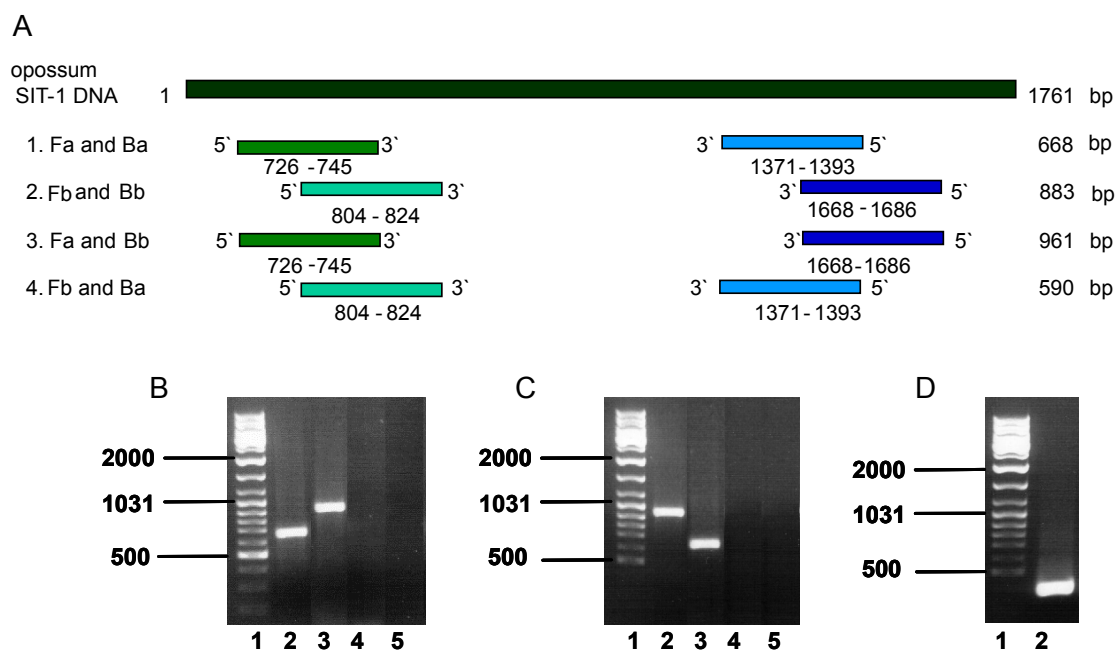 A
opossum
SIT-1 DNA 1 1761 bp
1. Fa and Ba 5` 3` 3` 5` 668 bp
726 -745 1371-1393
2. Fb and Bb 5` 3` 3` 5` 883 bp
804 - 824 1668 - 1686
3. Fa and Bb 5` 3` 3` 5` 961 bp
726 -745 1668-1686
4. Fb and Ba 5` 3` 3` 5` 590 bp
804 - 824 1371- 1393
B C D
2000 2000 2000
1031 1031 1031
500 500 500
1 2 3 4 5 1 2 3 4 5 1 2